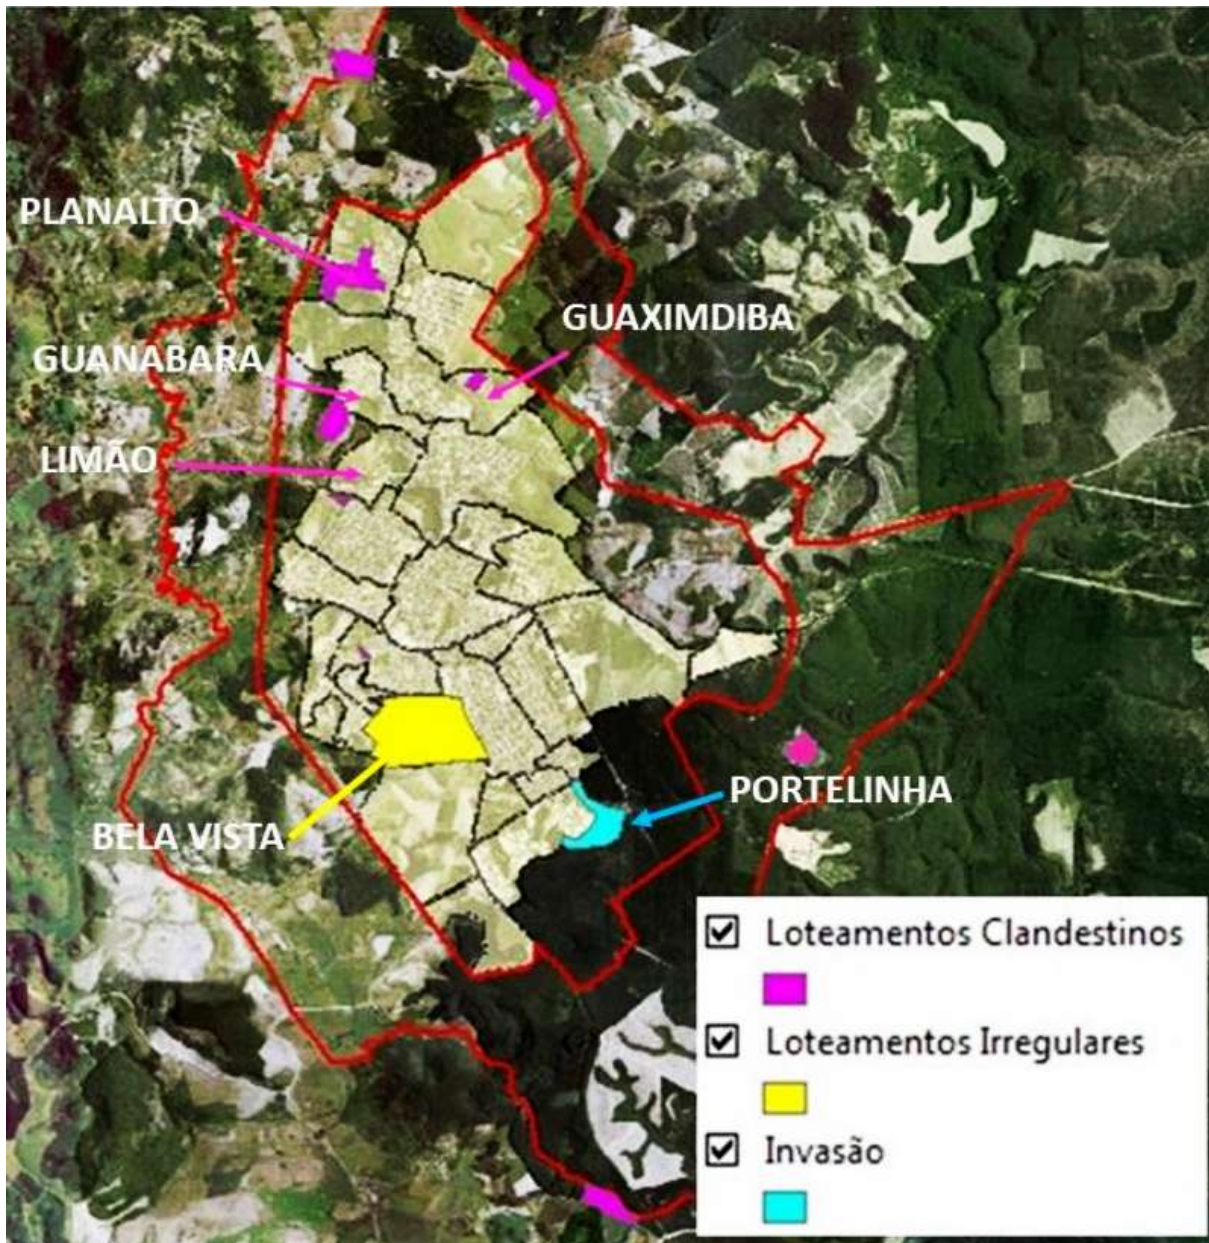 PLANALTO
GUAXIMDIBA
GUANABARA
LIMÃO
PORTELINHA
BELA VISTA
Loteamentos Clandestinos
Loteamentos Irregulares
Invasão